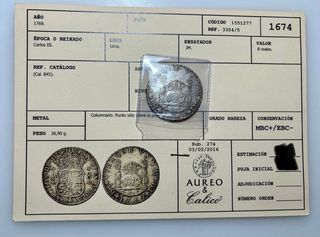 AÑO
1769.
CÓDIGO 1551277
REF. 3354/5
1674
ÉPOCA O REINADO
Carlos III.
CECA
Lima.
ENSAYADOR
JM.
VALOR
8 reales.
REF. CATÁLOGO
(Cal. 845).
REF.
METAL
Columnario. Punto sobre la
GRADO RAREZA
CONSERVACIÓN
MBC+/EBC-
PESO 26,90 g.
Sub. 274
03/02/2016
AUREO
&
Calicó
ESTIMACIÓN
PUJA INICIAL
ADJUDICACIÓN
NÚMERO ORDEN